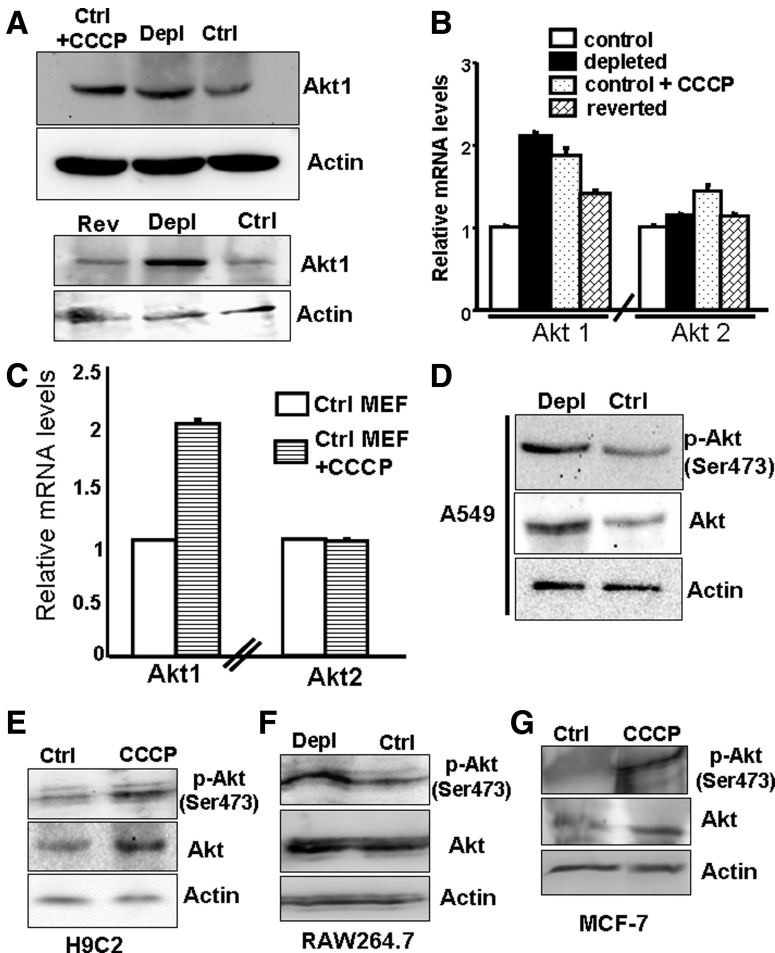 A
Ctrl
+CCCP Depl Ctrl
Akt1
Actin
Rev Depl Ctrl
Akt1
Actin
B
control
depleted
control + CCCP
reverted
Relative mRNA levels
3
2
1
0
Akt 1 Akt 2
C
Relative mRNA levels
2.5
2
1.5
1
0.5
0
Ctrl MEF
Ctrl MEF
+CCCP
Akt1 Akt2
D
Depl Ctrl
p-Akt
(Ser473)
A549
Akt
Actin
E
Ctrl CCCP
p-Akt
(Ser473)
Akt
Actin
H9C2
F
Depl Ctrl
p-Akt
(Ser473)
Akt
Actin
RAW264.7
G
Ctrl CCCP
p-Akt
(Ser473)
Akt
Actin
MCF-7